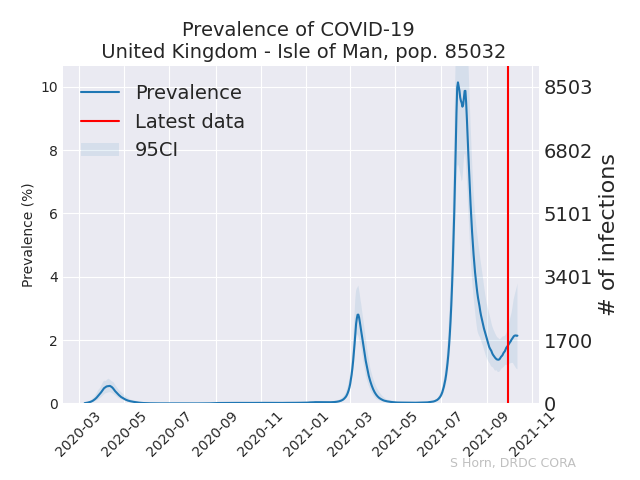 Prevalence of COVID-19
United Kingdom - Isle of Man, pop. 85032
Prevalence
Latest data
95CI
Prevalence (%)
10
8
6
4
2
0
8503
6802
5101
3401
1700
0
# of infections
2020-03
2020-05
2020-07
2020-09
2020-11
2021-01
2021-03
2021-05
2021-07
2021-09
2021-11
S Horn, DRDC CORA